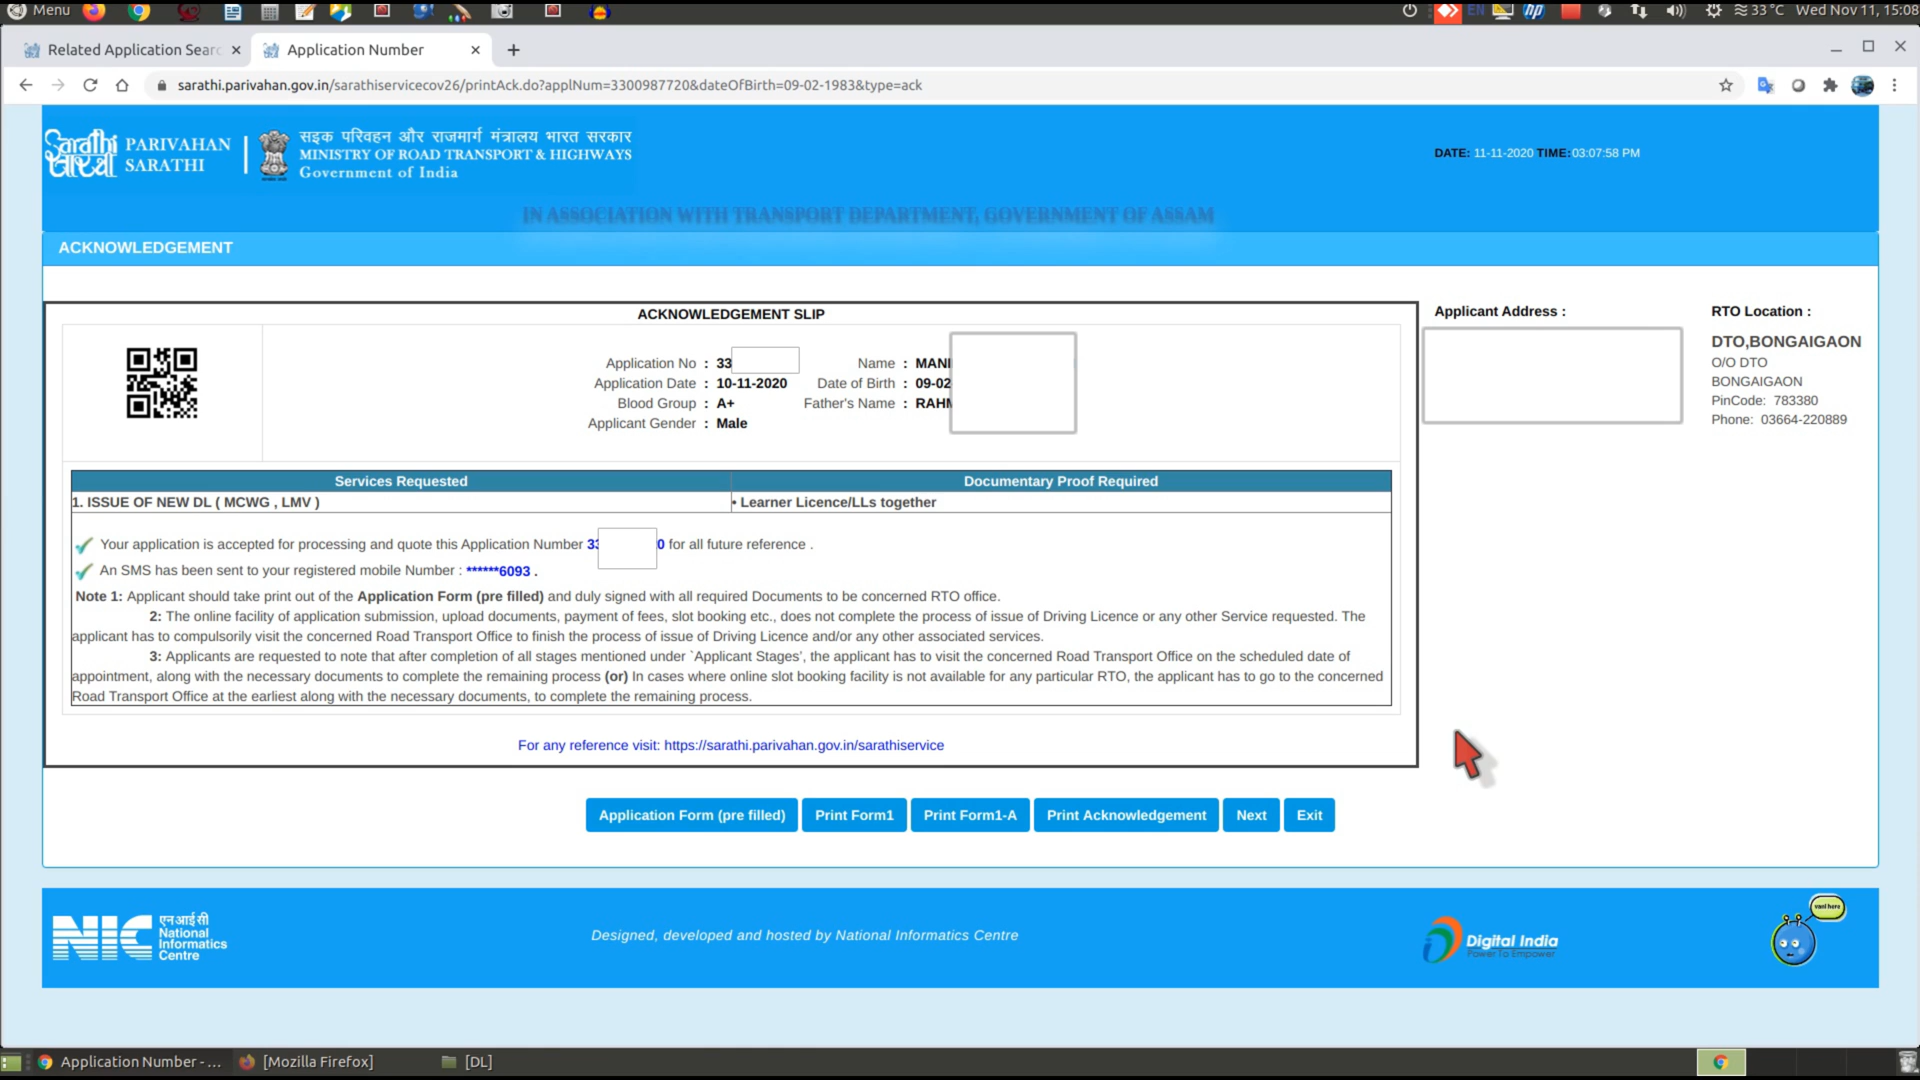 Menu
EN
33 °C Wed Nov 11, 15:08
Related Application Searc
Application Number
sarathi.parivahan.gov.in/sarathiservicecov26/printAck.do?applNum=3300987720&dateOfBirth=09-02-1983&type=ack
Sarathi
PARIVAHAN
SARATHI
सड़क परिवहन और राजमार्ग मंत्रालय भारत सरकार
MINISTRY OF ROAD TRANSPORT & HIGHWAYS
Government of India
DATE: 11-11-2020 TIME:03:07:58 PM
IN ASSOCIATION WITH TRANSPORT DEPARTMENT, GOVERNMENT OF ASSAM
ACKNOWLEDGEMENT
ACKNOWLEDGEMENT SLIP
Application No : 33
Name : MANI
Application Date : 10-11-2020
Date of Birth : 09-02
Blood Group : A+
Father's Name : RAHM
Applicant Gender : Male
Applicant Address :
RTO Location :
DTO,BONGAIGAON
O/O DTO
BONGAIGAON
PinCode: 783380
Phone: 03664-220889
Services Requested
Documentary Proof Required
1. ISSUE OF NEW DL ( MCWG , LMV )
• Learner Licence/LLs together
Your application is accepted for processing and quote this Application Number 33 0 for all future reference .
An SMS has been sent to your registered mobile Number : ******6093 .
Note 1: Applicant should take print out of the Application Form (pre filled) and duly signed with all required Documents to be concerned RTO office.
2: The online facility of application submission, upload documents, payment of fees, slot booking etc., does not complete the process of issue of Driving Licence or any other Service requested. The
applicant has to compulsorily visit the concerned Road Transport Office to finish the process of issue of Driving Licence and/or any other associated services.
3: Applicants are requested to note that after completion of all stages mentioned under `Applicant Stages', the applicant has to visit the concerned Road Transport Office on the scheduled date of
appointment, along with the necessary documents to complete the remaining process (or) In cases where online slot booking facility is not available for any particular RTO, the applicant has to go to the concerned
Road Transport Office at the earliest along with the necessary documents, to complete the remaining process.
For any reference visit: https://sarathi.parivahan.gov.in/sarathiservice
Application Form (pre filled)
Print Form1
Print Form1-A
Print Acknowledgement
Next
Exit
NIC
एन आई सी
National
Informatics
Centre
Designed, developed and hosted by National Informatics Centre
Digital India
Power To Empower
vani here
Application Number - ...
[Mozilla Firefox]
[DL]